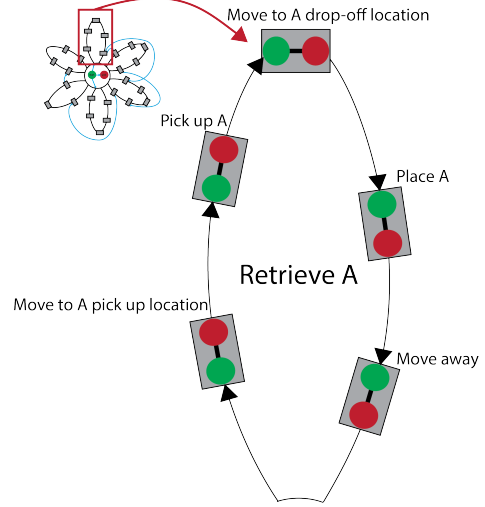 Move to A drop-off location
Pick up A
Place A
Retrieve A
Move to A pick up location
Move away